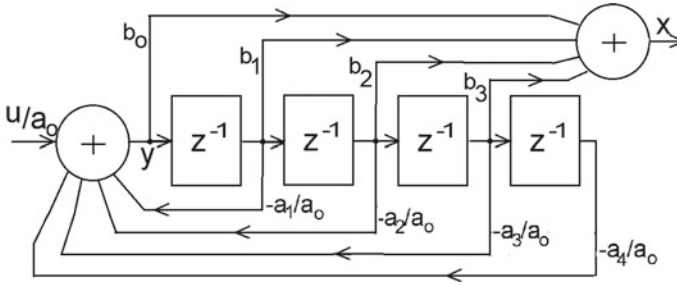 b₀
x
b₁
b₂
b₃
u/a₀
+
+
y
z⁻¹
z⁻¹
z⁻¹
z⁻¹
-a₁/a₀
-a₂/a₀
-a₃/a₀
-a₄/a₀